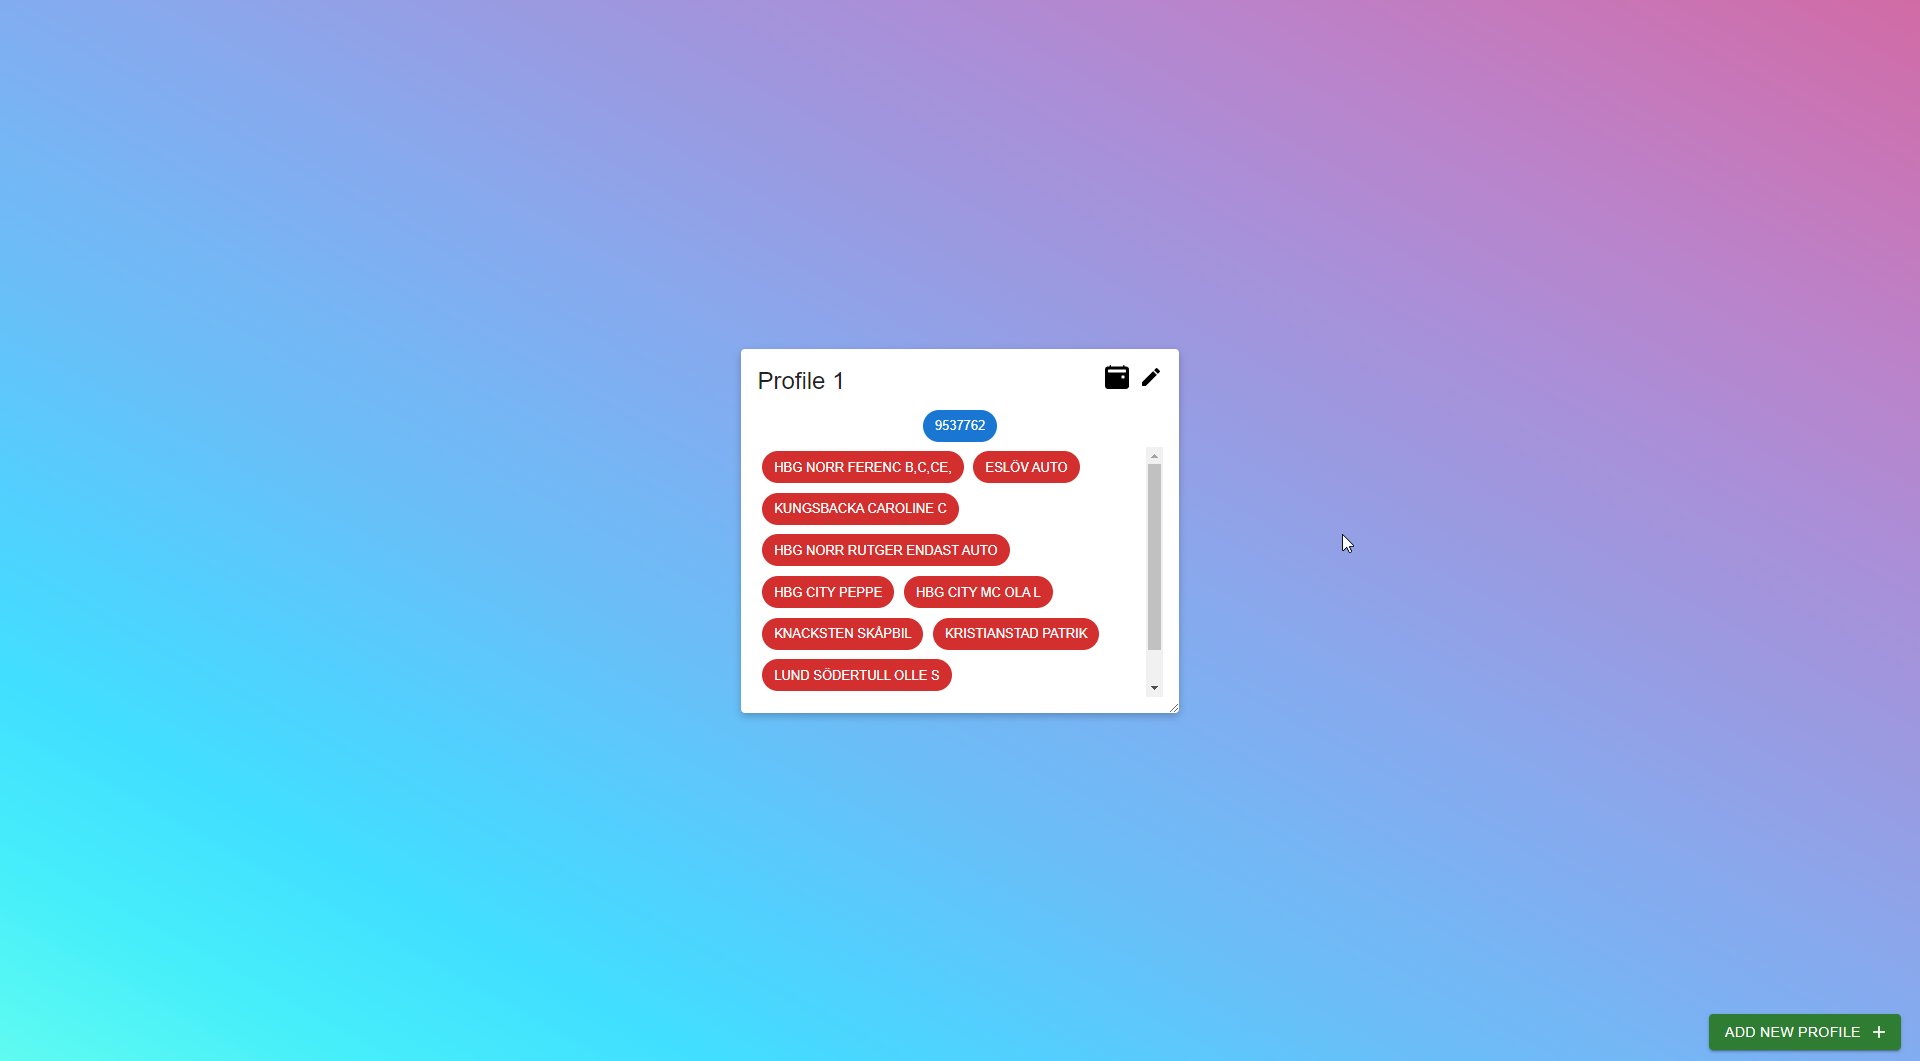 Profile 1
9537762
HBG NORR FERENC B,C,CE, ESLÖV AUTO
KUNGSBACKA CAROLINE C
HBG NORR RUTGER ENDAST AUTO
HBG CITY PEPPE HBG CITY MC OLA L
KNACKSTEN SKÅPBIL KRISTIANSTAD PATRIK
LUND SÖDERTULL OLLE S
ADD NEW PROFILE